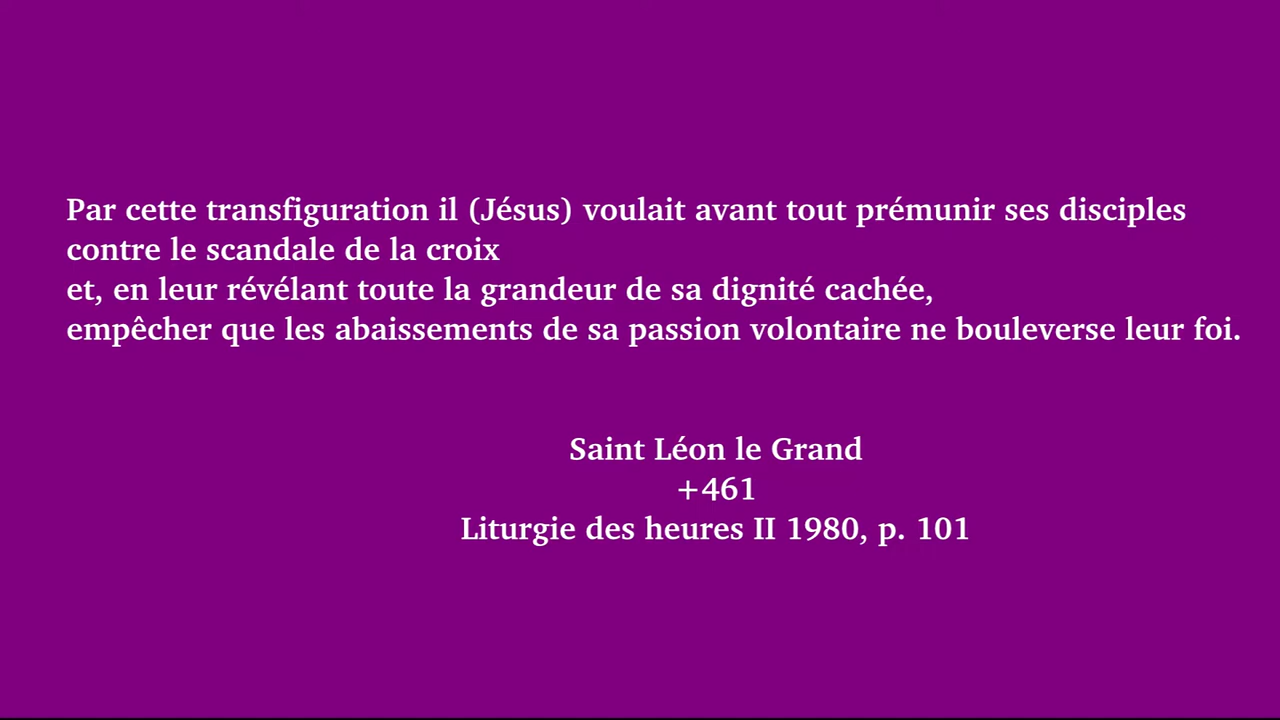 Par cette transfiguration il (Jésus) voulait avant tout prémunir ses disciples
contre le scandale de la croix
et, en leur révélant toute la grandeur de sa dignité cachée,
empêcher que les abaissements de sa passion volontaire ne bouleverse leur foi.
Saint Léon le Grand
+461
Liturgie des heures II 1980, p. 101